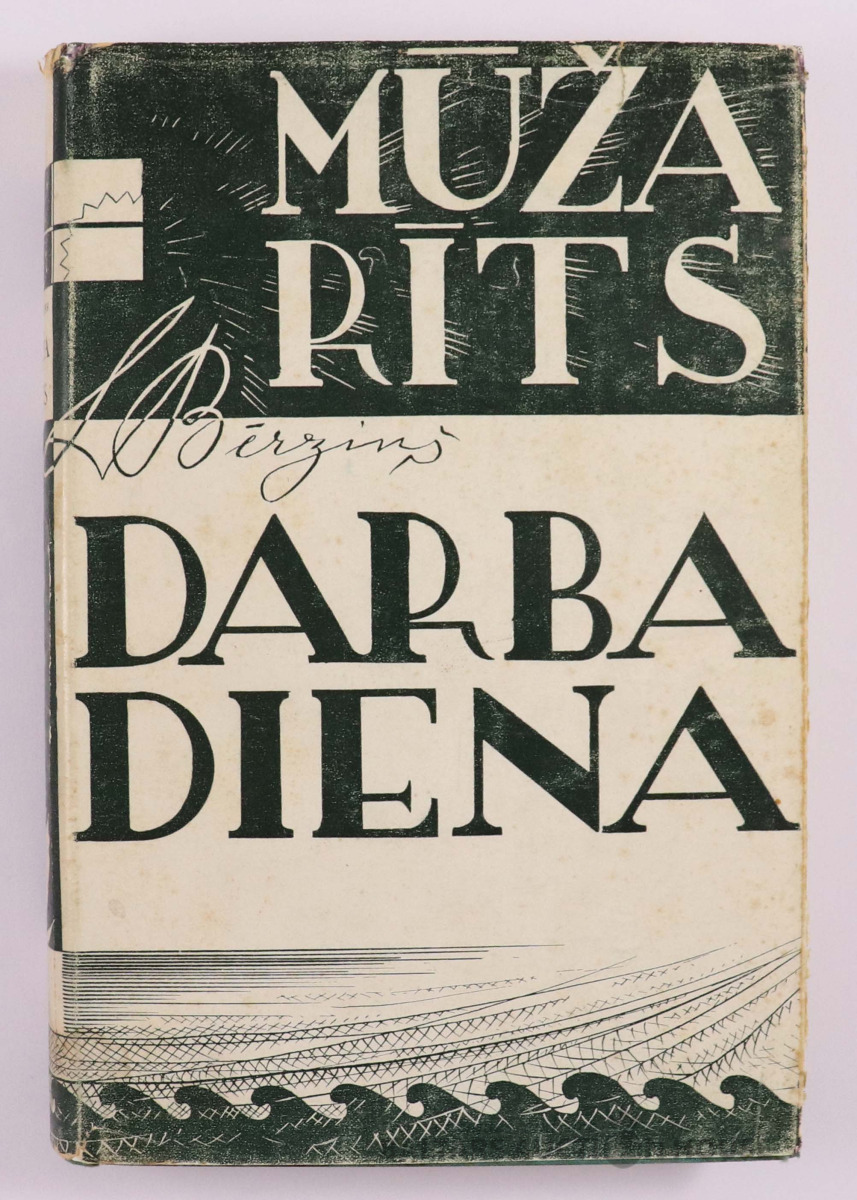 MŪŽA
RĪTS
L Bērziņš
DARBA
DIENA